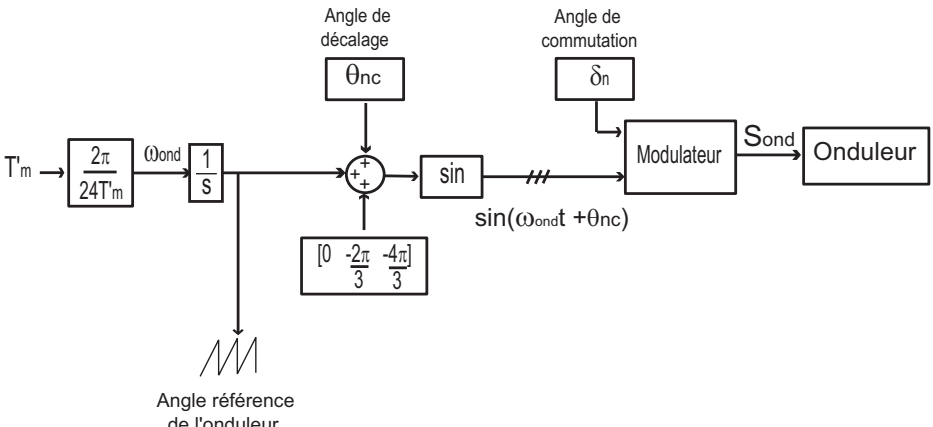 Angle de
décalage
θnc
Angle de
commutation
δn
T'm
2π
24T'm
ωond
1
s
+
+
+
sin
sin(ωondt +θnc)
Modulateur
Sond
Onduleur
[0 -2π -4π]
3 3
Angle référence
de l'onduleur